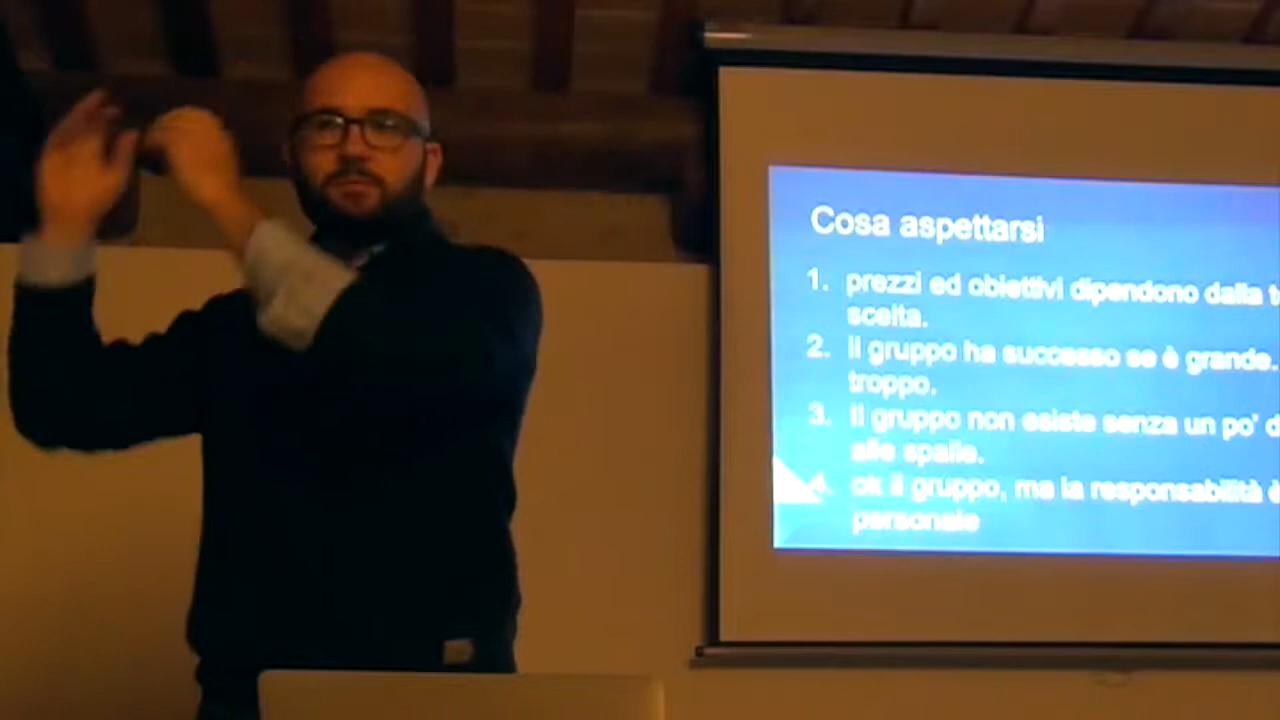 Cosa aspettarsi
1. prezzi ed obiettivi dipendono dalla
scelta.
2. Il gruppo ha successo se è grande.
troppo.
3. Il gruppo non esiste senza un po'
alle spalle.
4. ok il gruppo, ma la responsabilità è
personale